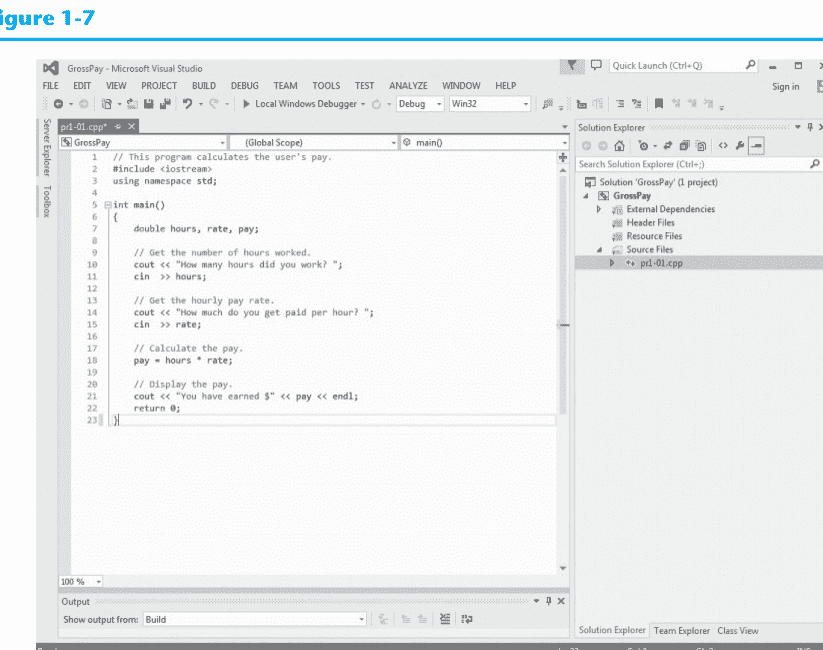 igure 1-7
GrossPay - Microsoft Visual Studio
Quick Launch (Ctrl+Q)
FILE EDIT VIEW PROJECT BUILD DEBUG TEAM TOOLS TEST ANALYZE WINDOW HELP
Sign in
Local Windows Debugger
Debug
Win32
Server Explorer
Toolbox
pr1-01.cpp*
GrossPay
(Global Scope)
main()
1 // This program calculates the user's pay.
2 #include <iostream>
3 using namespace std;
4
5 int main()
6 {
7 double hours, rate, pay;
8
9 // Get the number of hours worked.
10 cout << "How many hours did you work? ";
11 cin >> hours;
12
13 // Get the hourly pay rate.
14 cout << "How much do you get paid per hour? ";
15 cin >> rate;
16
17 // Calculate the pay.
18 pay = hours * rate;
19
20 // Display the pay.
21 cout << "You have earned $" << pay << endl;
22 return 0;
23 }
100 %
Output
Show output from: Build
Solution Explorer
Search Solution Explorer (Ctrl+;)
Solution 'GrossPay' (1 project)
GrossPay
External Dependencies
Header Files
Resource Files
Source Files
pr1-01.cpp
Solution Explorer Team Explorer Class View